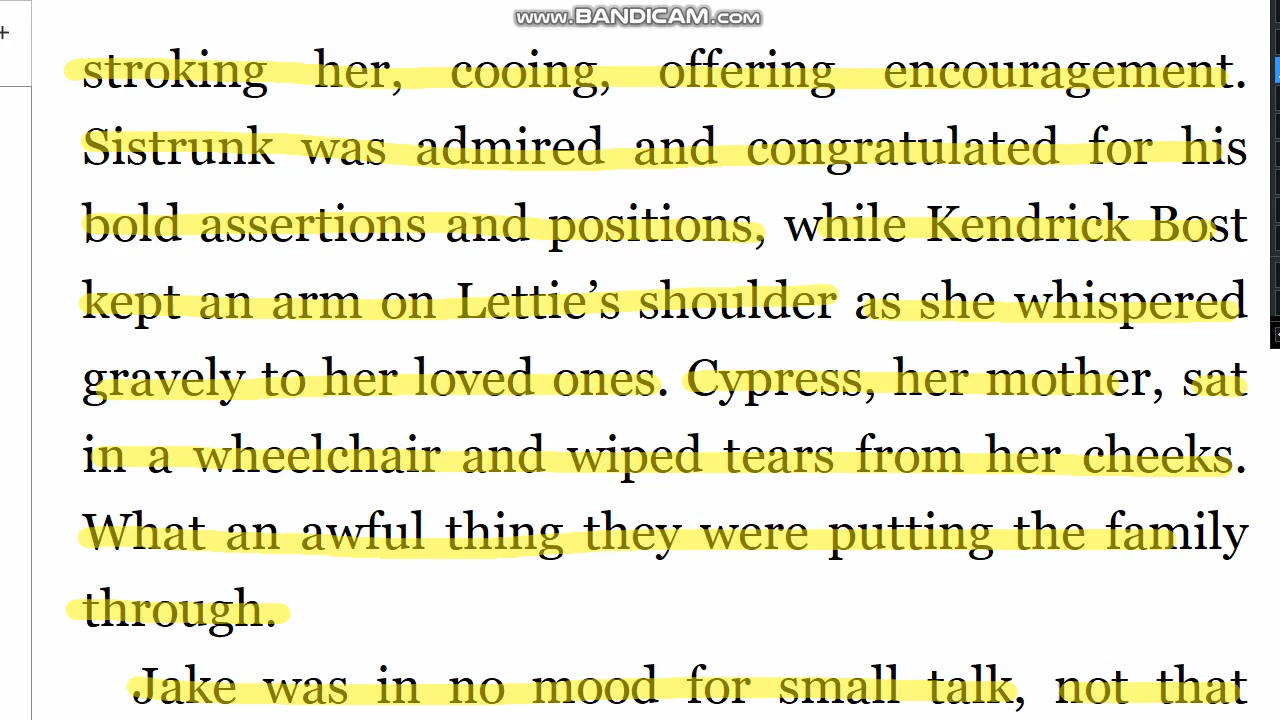 www.BANDICAM.com
stroking her, cooing, offering encouragement.
Sistrunk was admired and congratulated for his
bold assertions and positions, while Kendrick Bost
kept an arm on Lettie’s shoulder as she whispered
gravely to her loved ones. Cypress, her mother, sat
in a wheelchair and wiped tears from her cheeks.
What an awful thing they were putting the family
through.
Jake was in no mood for small talk, not that